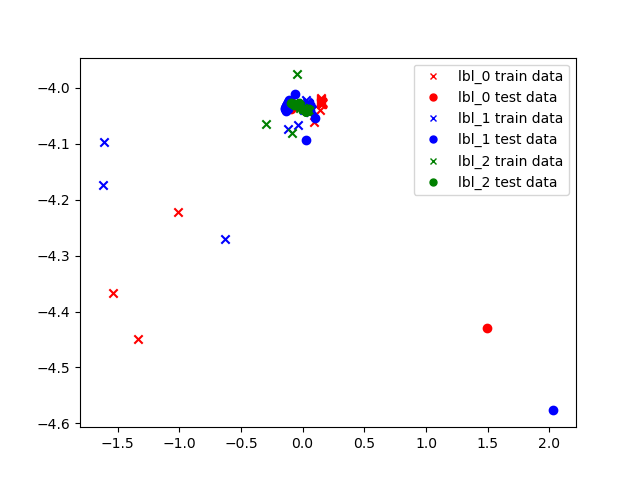 lbl_0 train data
lbl_0 test data
lbl_1 train data
lbl_1 test data
lbl_2 train data
lbl_2 test data
−4.0
−4.1
−4.2
−4.3
−4.4
−4.5
−4.6
−1.5 −1.0 −0.5 0.0 0.5 1.0 1.5 2.0